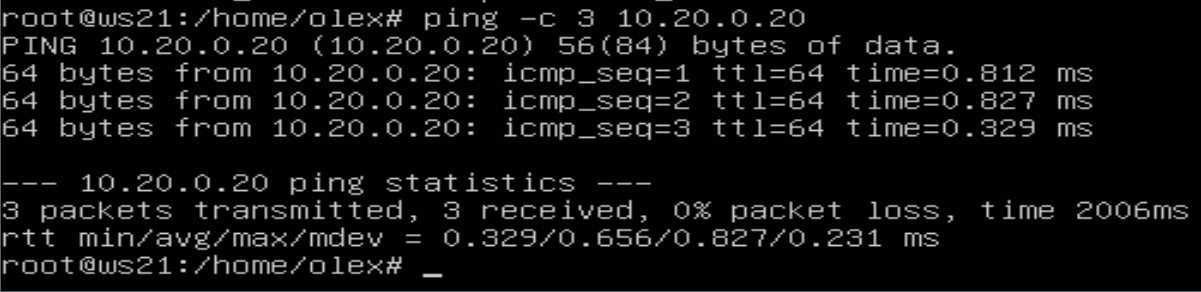 root@ws21:/home/olex# ping -c 3 10.20.0.20
PING 10.20.0.20 (10.20.0.20) 56(84) bytes of data.
64 bytes from 10.20.0.20: icmp_seq=1 ttl=64 time=0.812 ms
64 bytes from 10.20.0.20: icmp_seq=2 ttl=64 time=0.827 ms
64 bytes from 10.20.0.20: icmp_seq=3 ttl=64 time=0.329 ms
--- 10.20.0.20 ping statistics ---
3 packets transmitted, 3 received, 0% packet loss, time 2006ms
rtt min/avg/max/mdev = 0.329/0.656/0.827/0.231 ms
root@ws21:/home/olex# _